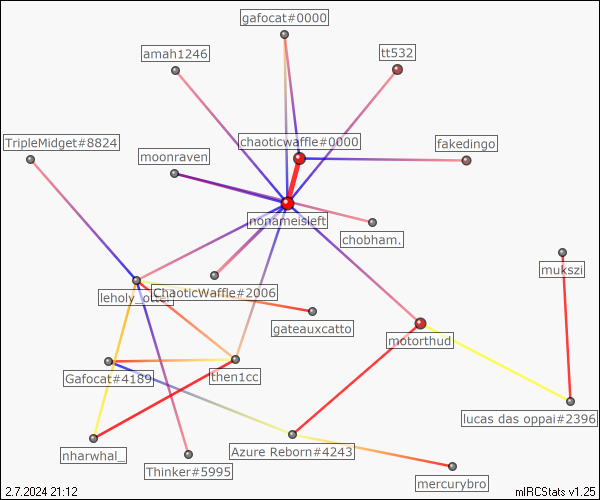 gafocat#0000
amah1246
tt532
TripleMidget#8824
chaoticwaffle#0000
fakedingo
moonraven
nonameisleft
chobham.
mukszi
leholy_otter
ChaoticWaffle#2006
gateauxcatto
motorthud
Gafocat#4189
then1cc
lucas das oppai#2396
nharwhal_
Azure Reborn#4243
Thinker#5995
mercurybro
2.7.2024 21:12
mIRCStats v1.25